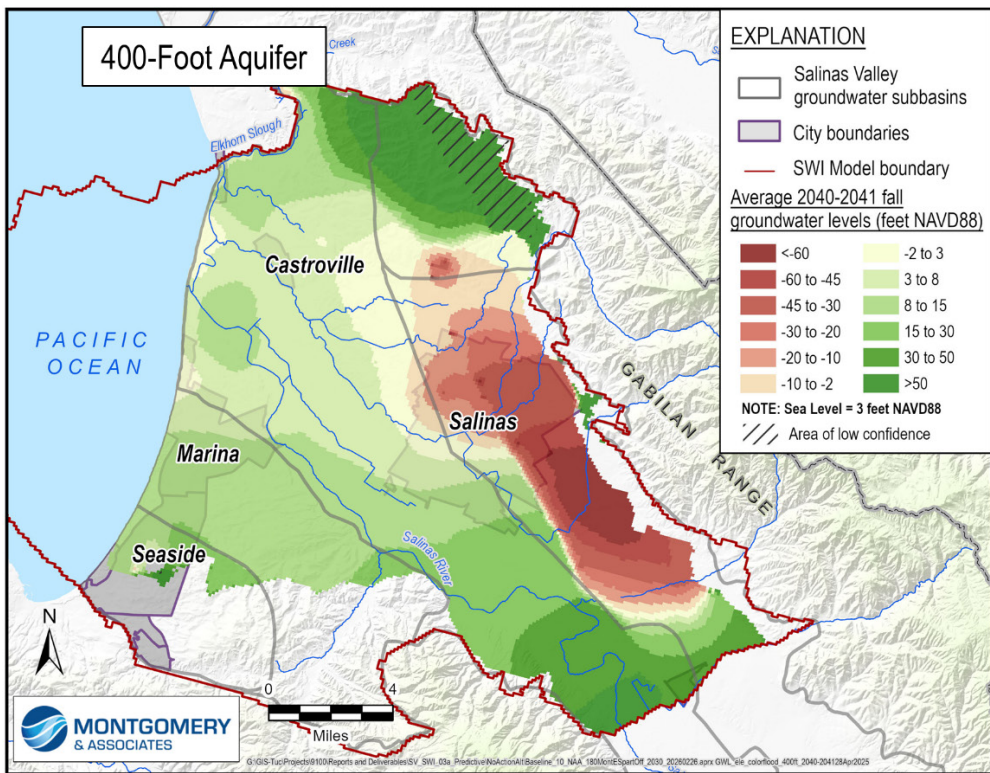 400-Foot Aquifer
Creek
Elkhorn Slough
Castroville
PACIFIC
OCEAN
Salinas
GABILAN RANGE
Marina
Seaside
Salinas River
N
0 4
Miles
MONTGOMERY
& ASSOCIATES
EXPLANATION
Salinas Valley
groundwater subbasins
City boundaries
SWI Model boundary
Average 2040-2041 fall
groundwater levels (feet NAVD88)
<-60
-60 to -45
-45 to -30
-30 to -20
-20 to -10
-10 to -2
-2 to 3
3 to 8
8 to 15
15 to 30
30 to 50
>50
NOTE: Sea Level = 3 feet NAVD88
Area of low confidence